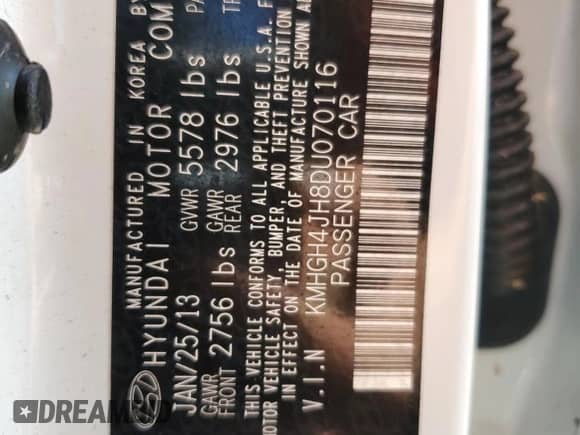 MANUFACTURED IN KOREA BY
HYUNDAI MOTOR COM
JAN/25/13 GVWR 5578 lbs
GAWR FRONT 2756 lbs GAWR REAR 2976 lbs
THIS VEHICLE CONFORMS TO ALL APPLICABLE U.S.A. F
MOTOR VEHICLE SAFETY, BUMPER, AND THEFT PREVENTION
IN EFFECT ON THE DATE OF MANUFACTURE SHOWN
V.I.N KMHGH4JH8DU070116
PASSENGER CAR